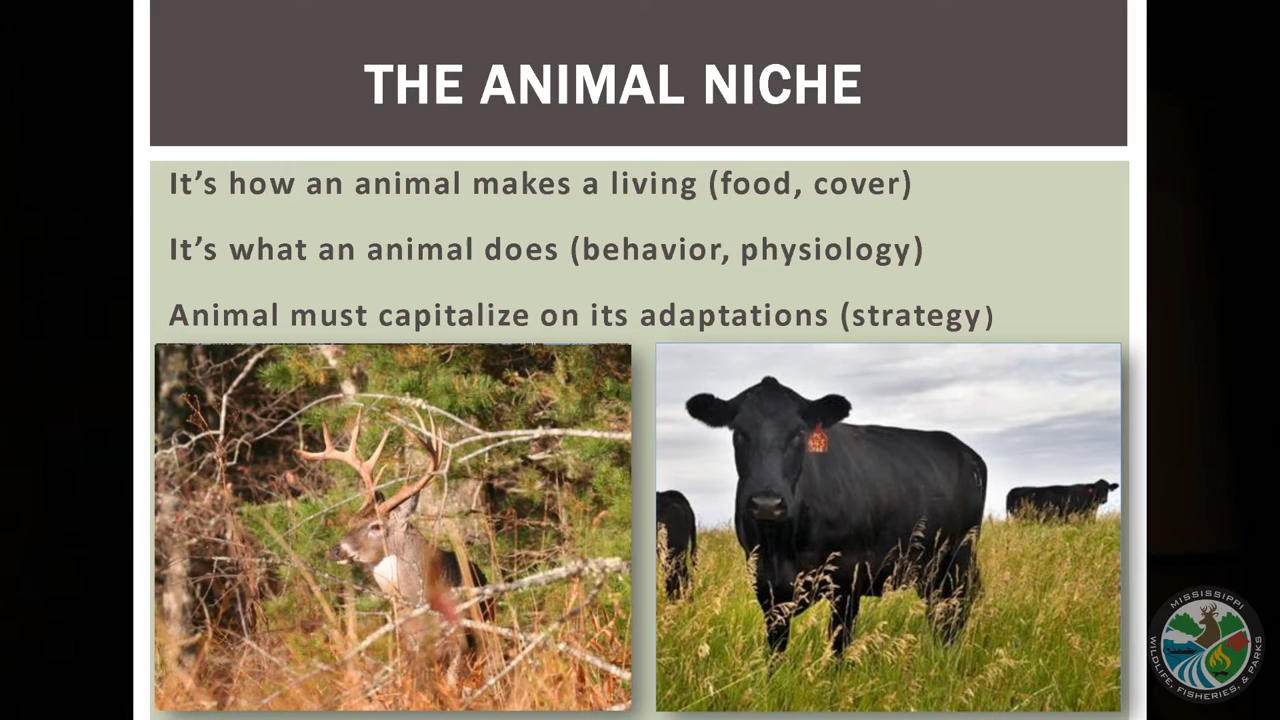 THE ANIMAL NICHE
It’s how an animal makes a living (food, cover)
It’s what an animal does (behavior, physiology)
Animal must capitalize on its adaptations (strategy)
MISSISSIPPI
WILDLIFE, FISHERIES, & PARKS